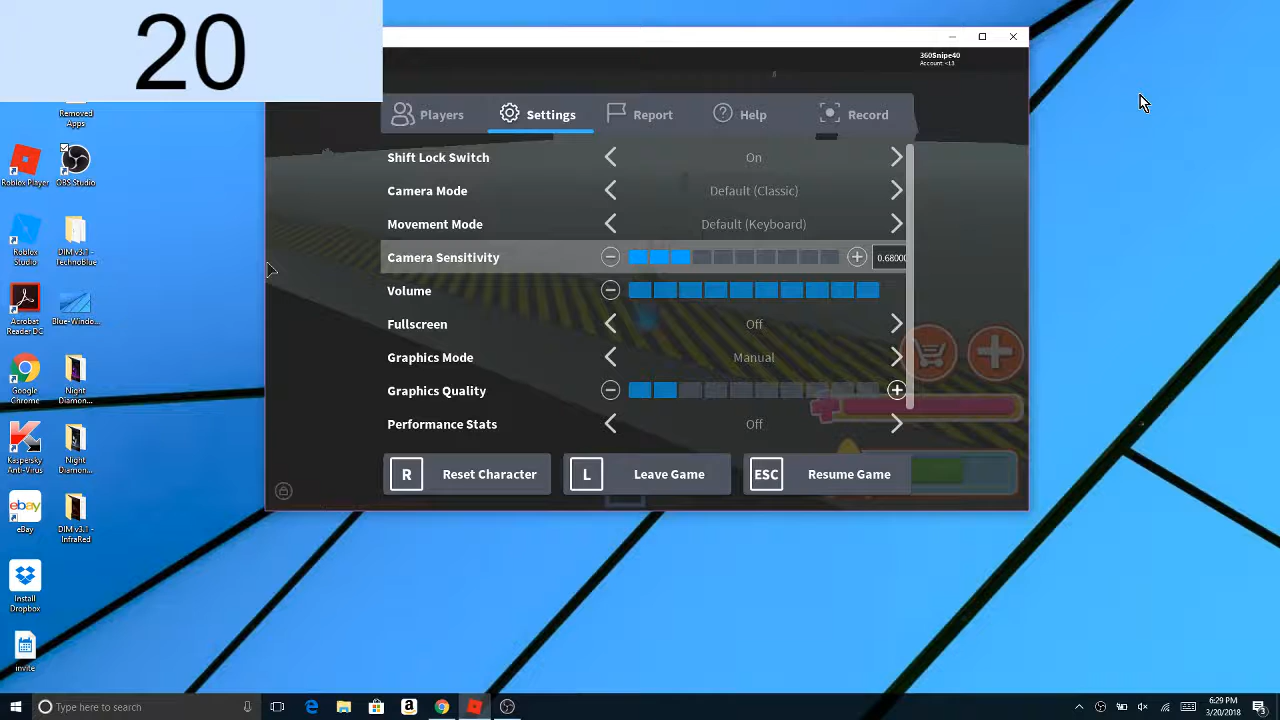 20
360Snipe40
Account: <13
Players
Settings
Report
Help
Record
Shift Lock Switch
On
Camera Mode
Default (Classic)
Movement Mode
Default (Keyboard)
Camera Sensitivity
0.68000
Volume
Fullscreen
Off
Graphics Mode
Manual
Graphics Quality
Performance Stats
Off
R
Reset Character
L
Leave Game
ESC
Resume Game
Removed
Apps
Roblox Player
OBS Studio
Roblox
Studio
DIM v3.1 -
TechnoBlue
Acrobat
Reader DC
Blue-Windo...
Google
Chrome
Night
Diamon...
Kaspersky
Anti-Virus
Night
Diamon...
eBay
DIM v3.1 -
InfraRed
Install
Dropbox
invite
Type here to search
6:29 PM
3/20/2018
3